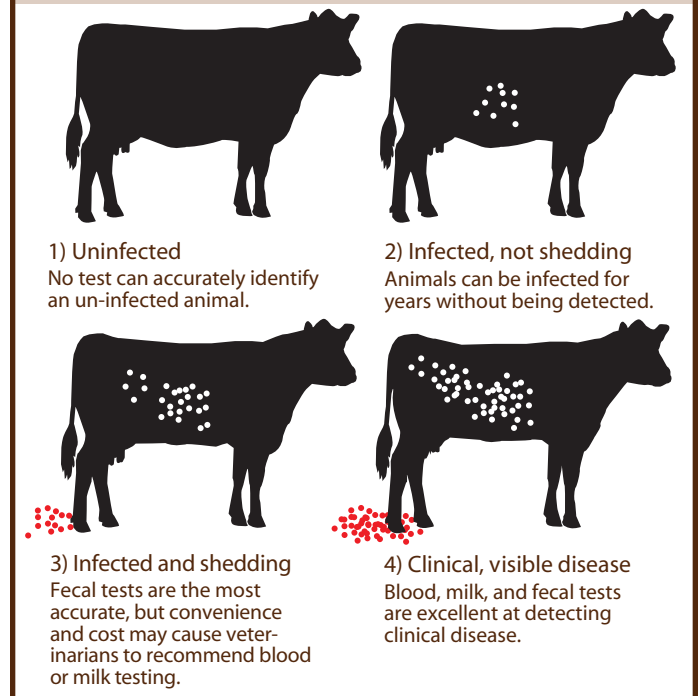 1) Uninfected
No test can accurately identify
an un-infected animal.
2) Infected, not shedding
Animals can be infected for
years without being detected.
3) Infected and shedding
Fecal tests are the most
accurate, but convenience
and cost may cause veter-
inarians to recommend blood
or milk testing.
4) Clinical, visible disease
Blood, milk, and fecal tests
are excellent at detecting
clinical disease.